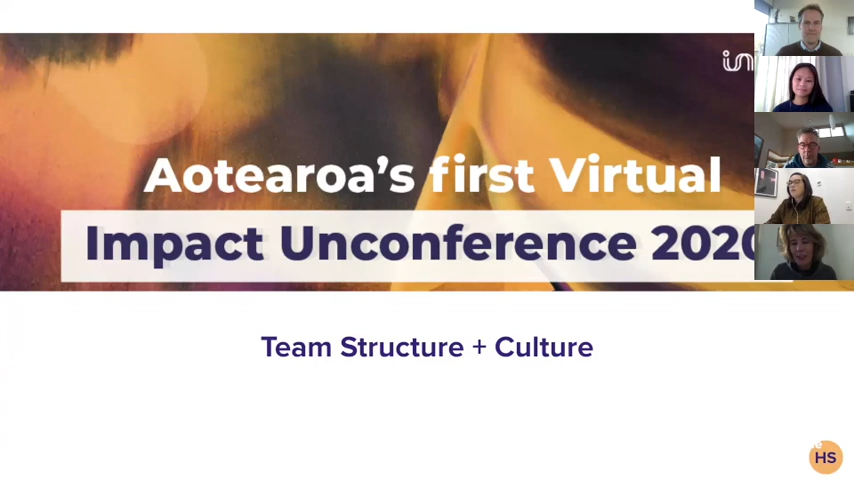 Aotearoa's first Virtual
Impact Unconference 2020
Team Structure + Culture
HS